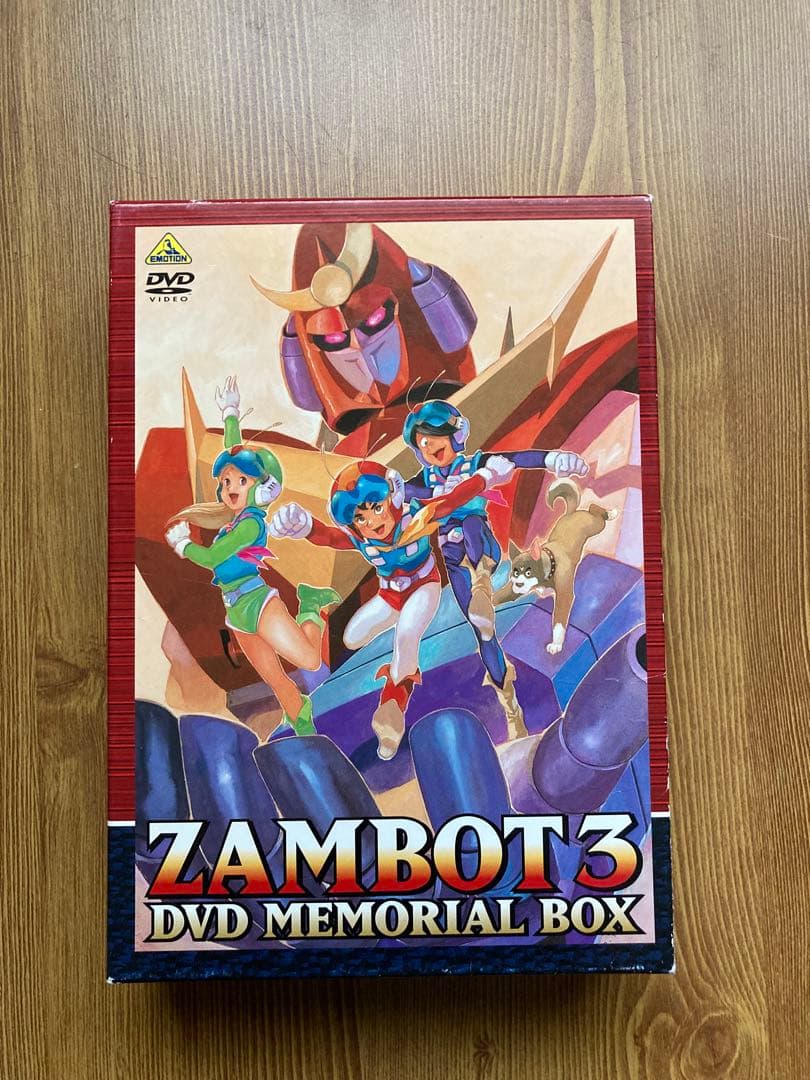 EMOTION
DVD
VIDEO
ZAMBOT 3
DVD MEMORIAL BOX